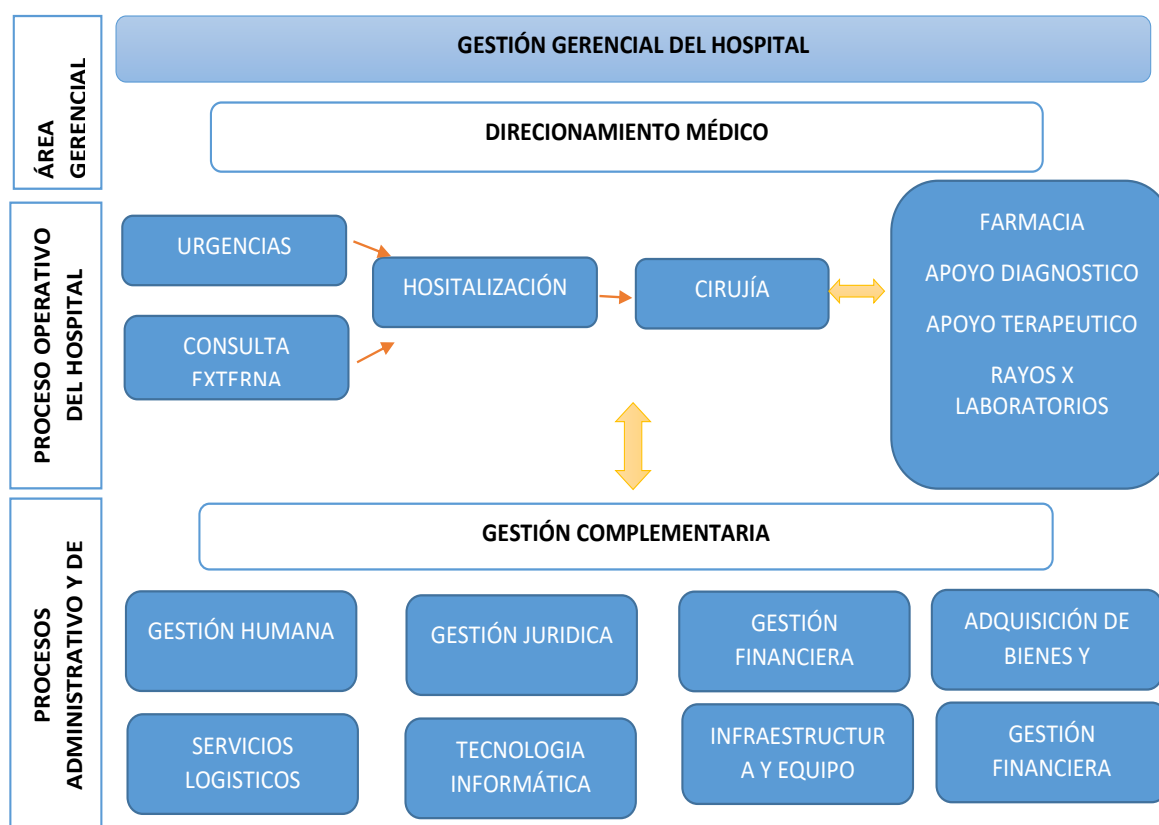 ÁREA
GERENCIAL
GESTIÓN GERENCIAL DEL HOSPITAL
DIRECIONAMIENTO MÉDICO
PROCESO OPERATIVO
DEL HOSPITAL
URGENCIAS
CONSULTA
EXTERNA
HOSITALIZACIÓN
CIRUJÍA
FARMACIA
APOYO DIAGNOSTICO
APOYO TERAPEUTICO
RAYOS X
LABORATORIOS
PROCESOS
ADMINISTRATIVO Y DE
GESTIÓN COMPLEMENTARIA
GESTIÓN HUMANA
GESTIÓN JURIDICA
GESTIÓN
FINANCIERA
ADQUISICIÓN DE
BIENES Y
SERVICIOS
LOGISTICOS
TECNOLOGIA
INFORMÁTICA
INFRAESTRUCTUR
A Y EQUIPO
GESTIÓN
FINANCIERA